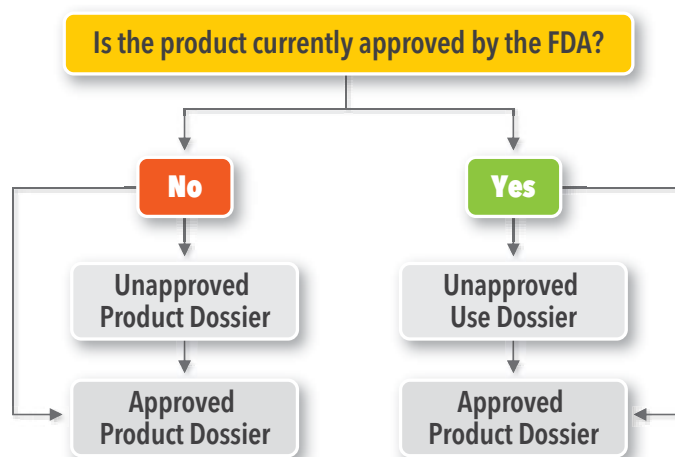 Is the product currently approved by the FDA?
No
Yes
Unapproved
Product Dossier
Unapproved
Use Dossier
Approved
Product Dossier
Approved
Product Dossier